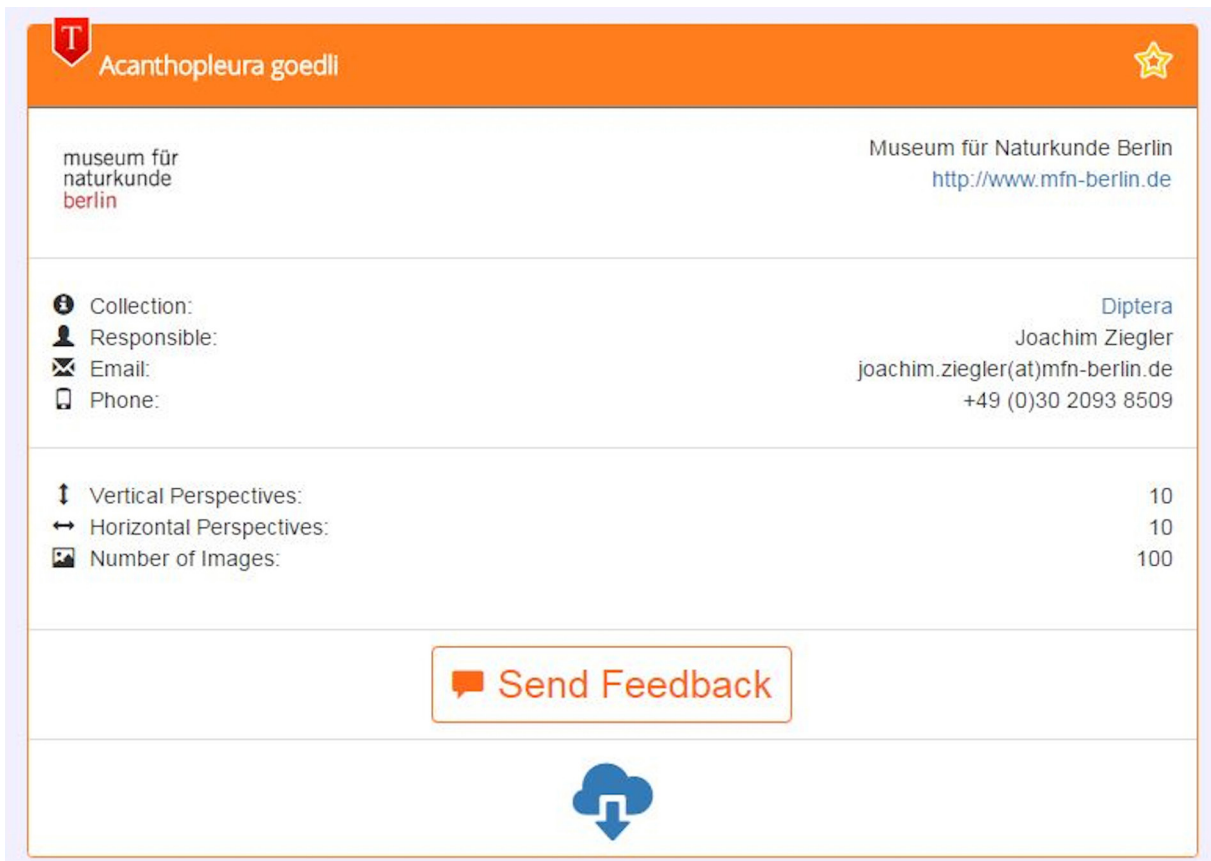 T
Acanthopleura goedli
museum für
naturkunde
berlin
Museum für Naturkunde Berlin
http://www.mfn-berlin.de
Collection: Diptera
Responsible: Joachim Ziegler
Email: joachim.ziegler(at)mfn-berlin.de
Phone: +49 (0)30 2093 8509
Vertical Perspectives: 10
Horizontal Perspectives: 10
Number of Images: 100
Send Feedback